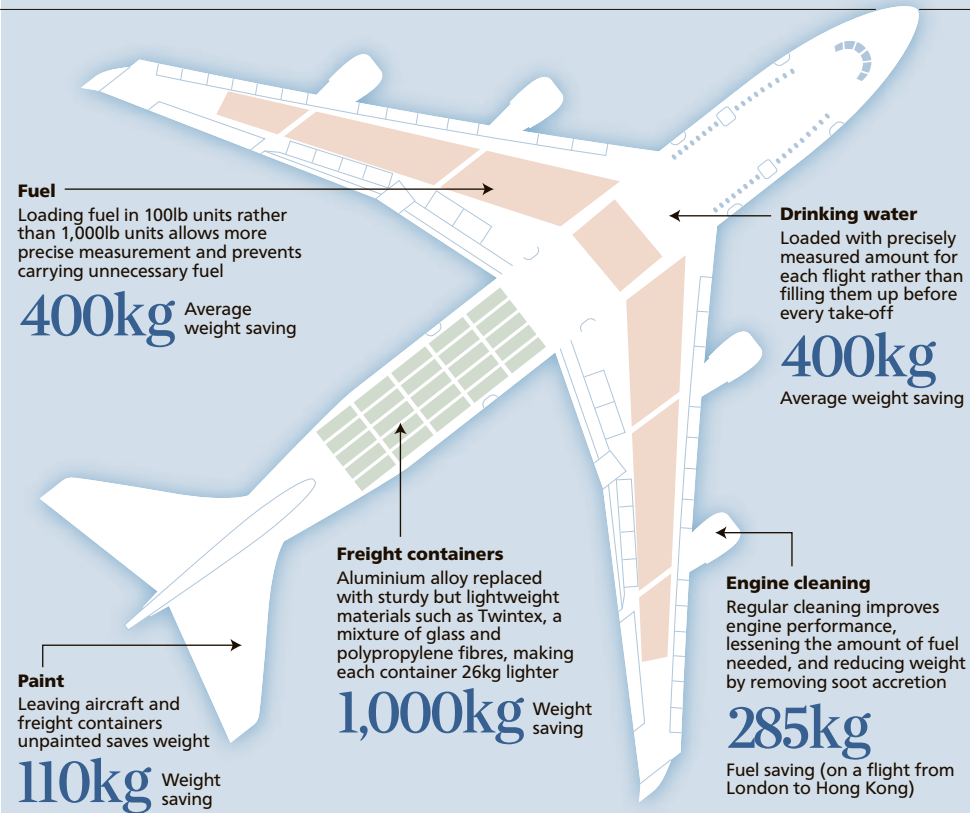 Fuel
Loading fuel in 100lb units rather
than 1,000lb units allows more
precise measurement and prevents
carrying unnecessary fuel
400kg Average
weight saving
Drinking water
Loaded with precisely
measured amount for
each flight rather than
filling them up before
every take-off
400kg
Average weight saving
Freight containers
Aluminium alloy replaced
with sturdy but lightweight
materials such as Twintex, a
mixture of glass and
polypropylene fibres, making
each container 26kg lighter
1,000kg Weight
saving
Engine cleaning
Regular cleaning improves
engine performance,
lessening the amount of fuel
needed, and reducing weight
by removing soot accretion
285kg
Fuel saving (on a flight from
London to Hong Kong)
Paint
Leaving aircraft and
freight containers
unpainted saves weight
110kg Weight
saving